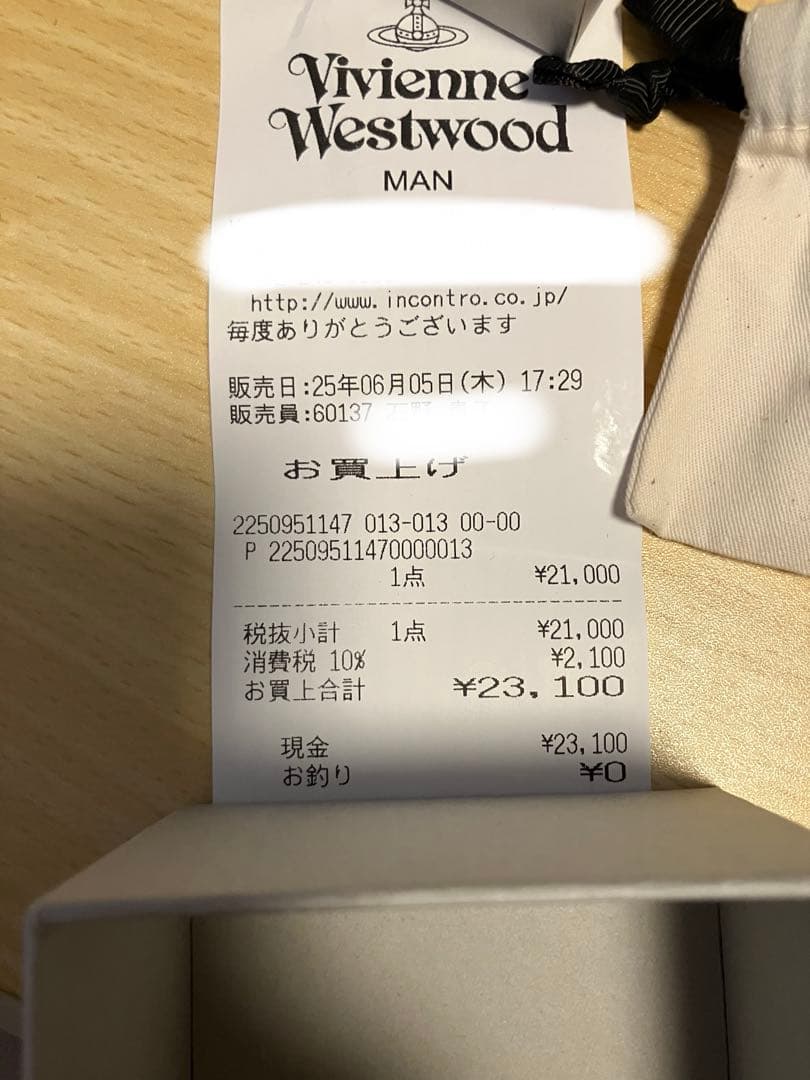 Vivienne
Westwood
MAN
http://www.incontro.co.jp/
毎度ありがとうございます
販売日:25年06月05日(木) 17:29
販売員:60137
お買上げ
2250951147 013-013 00-00
P 22509511470000013
1点 ¥21,000
税抜小計 1点 ¥21,000
消費税 10% ¥2,100
お買上合計 ¥23,100
現金 ¥23,100
お釣り ¥0